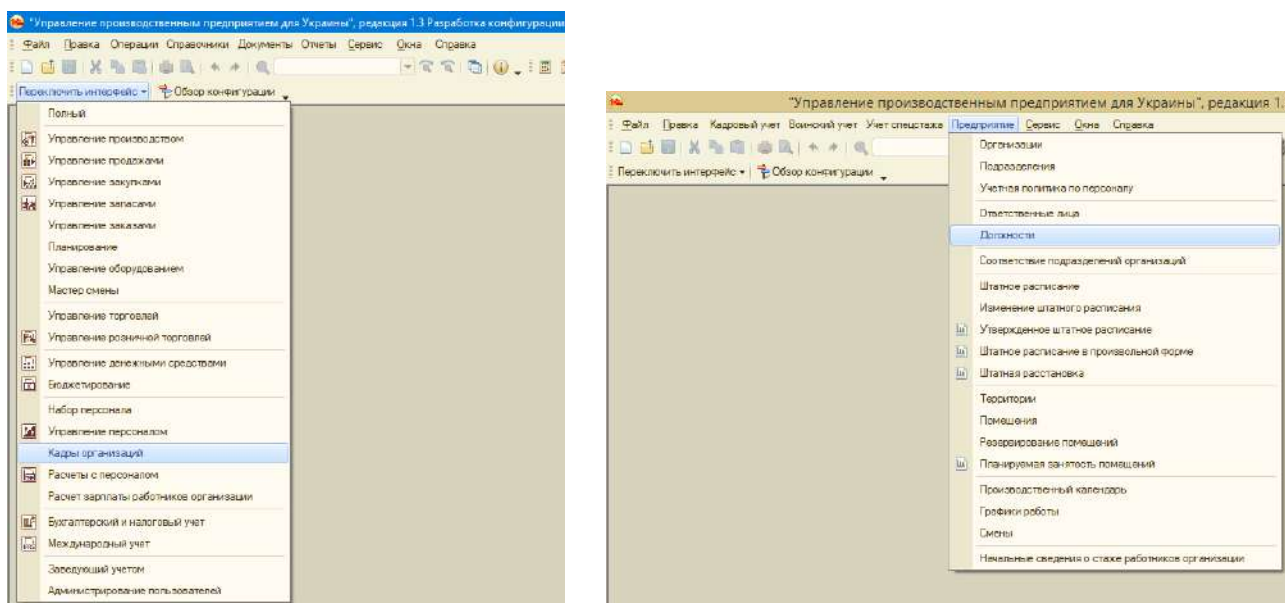 "Управление производственным предприятием для Украины", редакция 1.3 Разработка конфигурации
Файл Правка Операции Справочники Документы Отчеты Сервис Окна Справка
Переключить интерфейс Обзор конфигурации
Полный
Управление производством
Управление продажами
Управление закупками
Управление запасами
Управление заказами
Планирование
Управление оборудованием
Мастер смены
Управление торговлей
Управление розничной торговлей
Управление денежными средствами
Бюджетирование
Набор персонала
Управление персоналом
Кадры организаций
Расчеты с персоналом
Расчет зарплаты работников организации
Бухгалтерский и налоговый учет
Международный учет
Заведующий учетом
Администрирование пользователей
"Управление производственным предприятием для Украины", редакция 1.
Файл Правка Кадровый учет Воинский учет Учет спецстажа Предприятие Сервис Окна Справка
Переключить интерфейс Обзор конфигурации
Организации
Подразделения
Учетная политика по персоналу
Ответственные лица
Должности
Соответствие подразделений организаций
Штатное расписание
Изменение штатного расписания
Утвержденное штатное расписание
Штатное расписание в произвольной форме
Штатная расстановка
Территории
Помещения
Резервирование помещений
Планируемая занятость помещений
Производственный календарь
Графики работы
Смены
Начальные сведения о стаже работников организации